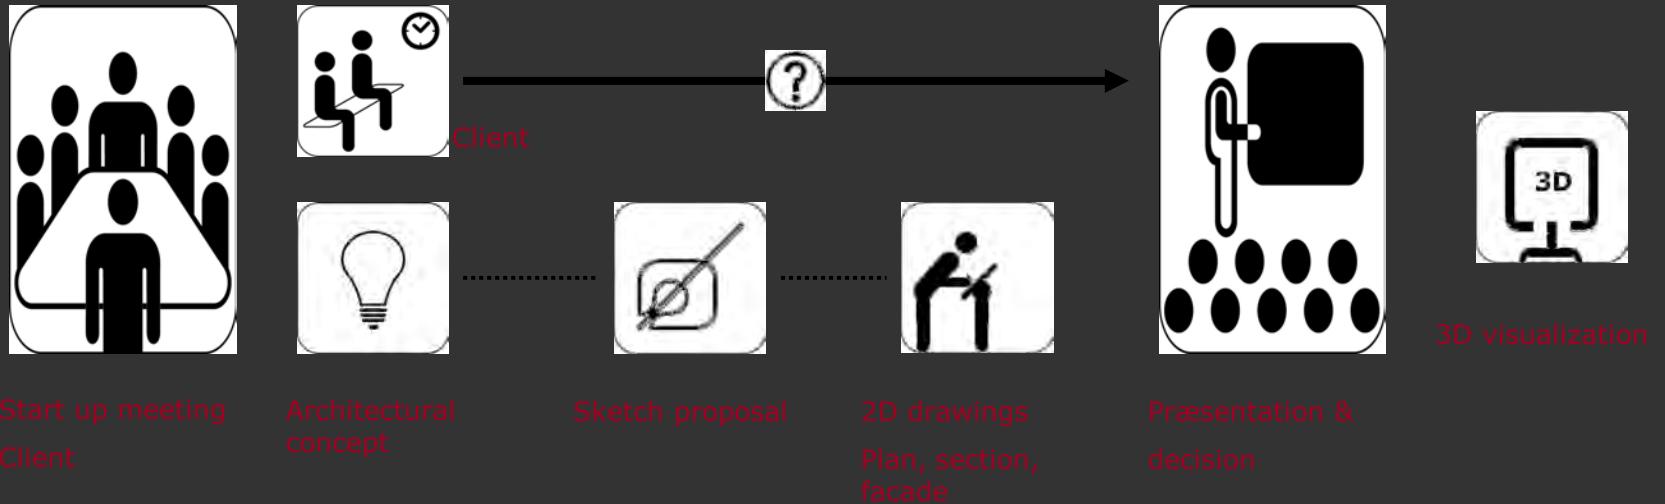 ?
Client
3D
3D visualization
Start up meeting
Client
Architectural
concept
Sketch proposal
2D drawings
Plan, section,
facade
Præsentation &
decision